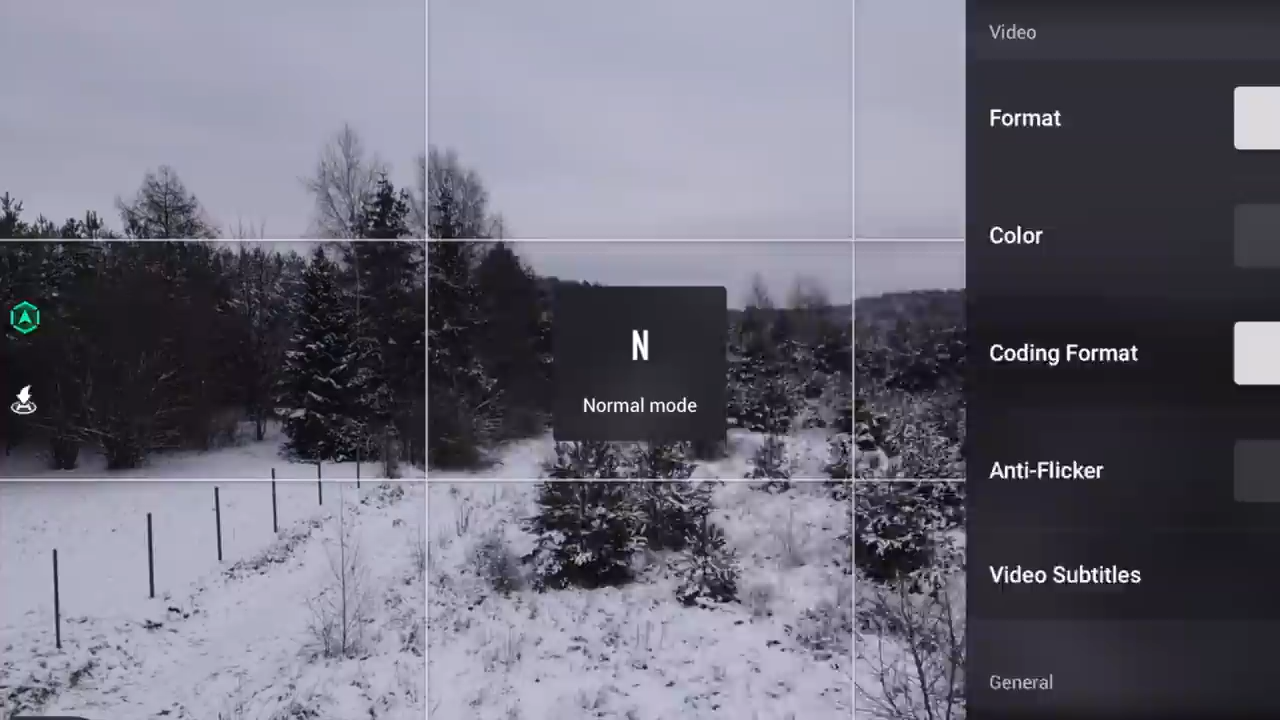 N
Normal mode
Video
Format
Color
Coding Format
Anti-Flicker
Video Subtitles
General